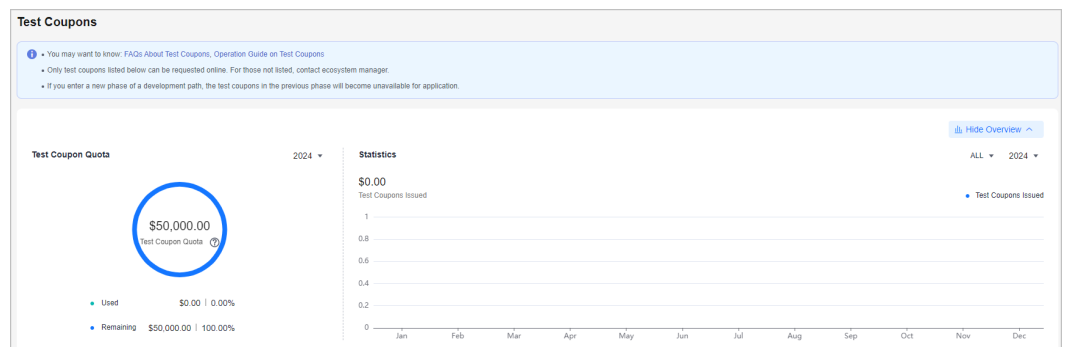 Test Coupons
• You may want to know: FAQs About Test Coupons, Operation Guide on Test Coupons
• Only test coupons listed below can be requested online. For those not listed, contact ecosystem manager.
• If you enter a new phase of a development path, the test coupons in the previous phase will become unavailable for application.
Hide Overview
Test Coupon Quota
2024
$50,000.00
Test Coupon Quota
Used $0.00 | 0.00%
Remaining $50,000.00 | 100.00%
Statistics
ALL 2024
$0.00
Test Coupons Issued
Test Coupons Issued
1
0.8
0.6
0.4
0.2
0
Jan Feb Mar Apr May Jun Jul Aug Sep Oct Nov Dec